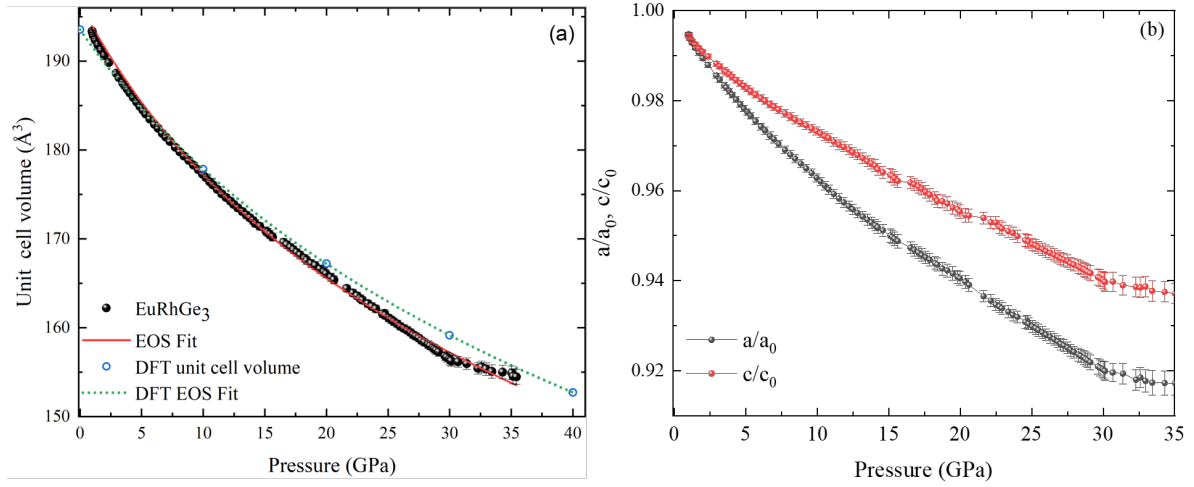 (a)
190
180
170
160
150
Unit cell volume (Å³)
EuRhGe₃
EOS Fit
DFT unit cell volume
DFT EOS Fit
0 5 10 15 20 25 30 35 40
Pressure (GPa)
(b)
1.00
0.98
0.96
0.94
0.92
a/a₀, c/c₀
a/a₀
c/c₀
0 5 10 15 20 25 30 35
Pressure (GPa)